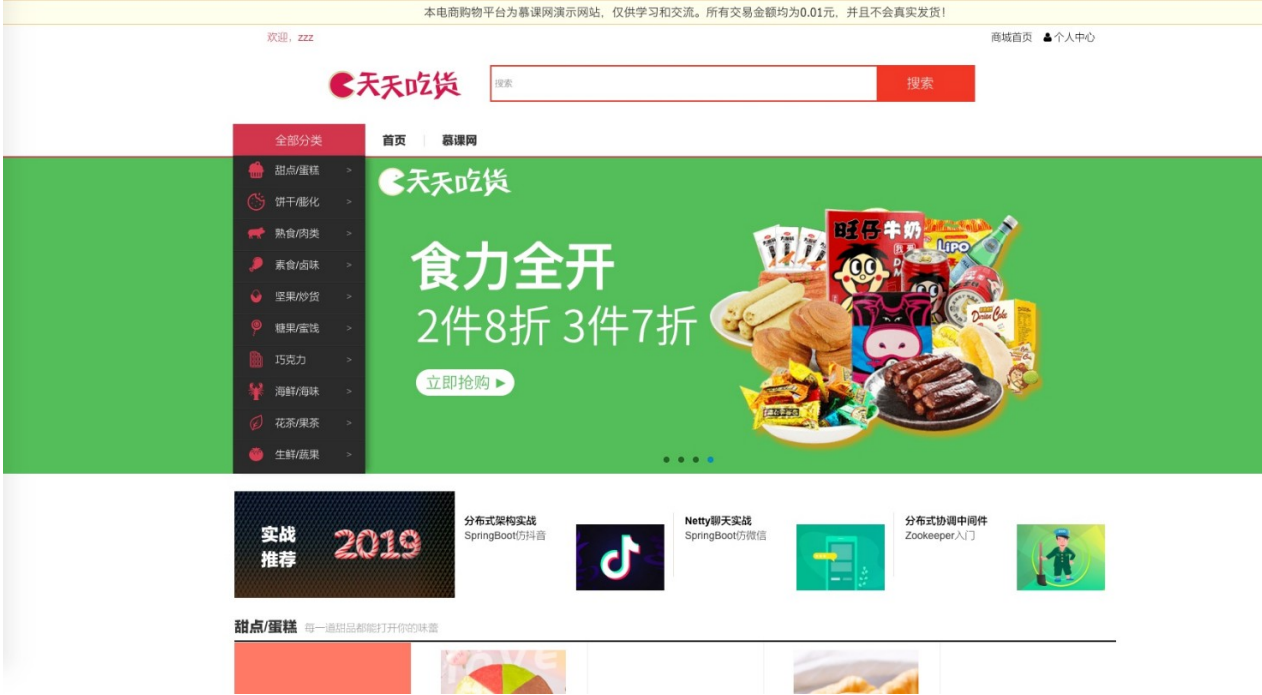 本电商购物平台为慕课网演示网站，仅供学习和交流。所有交易金额均为0.01元，并且不会真实发货！
欢迎，zzz
商城首页 个人中心
天天吃货
搜索
搜索
全部分类
首页
慕课网
甜点/蛋糕 >
饼干/膨化 >
熟食/肉类 >
素食/卤味 >
坚果/炒货 >
糖果/蜜饯 >
巧克力 >
海鲜/海味 >
花茶/果茶 >
生鲜/蔬果 >
天天吃货
食力全开
2件8折 3件7折
立即抢购
旺仔牛奶
LIPO
实战
推荐
2019
分布式架构实战
SpringBoot仿抖音
Netty聊天实战
SpringBoot仿微信
分布式协调中间件
Zookeeper入门
甜点/蛋糕 每一道甜品都能打开你的味蕾
LOVE